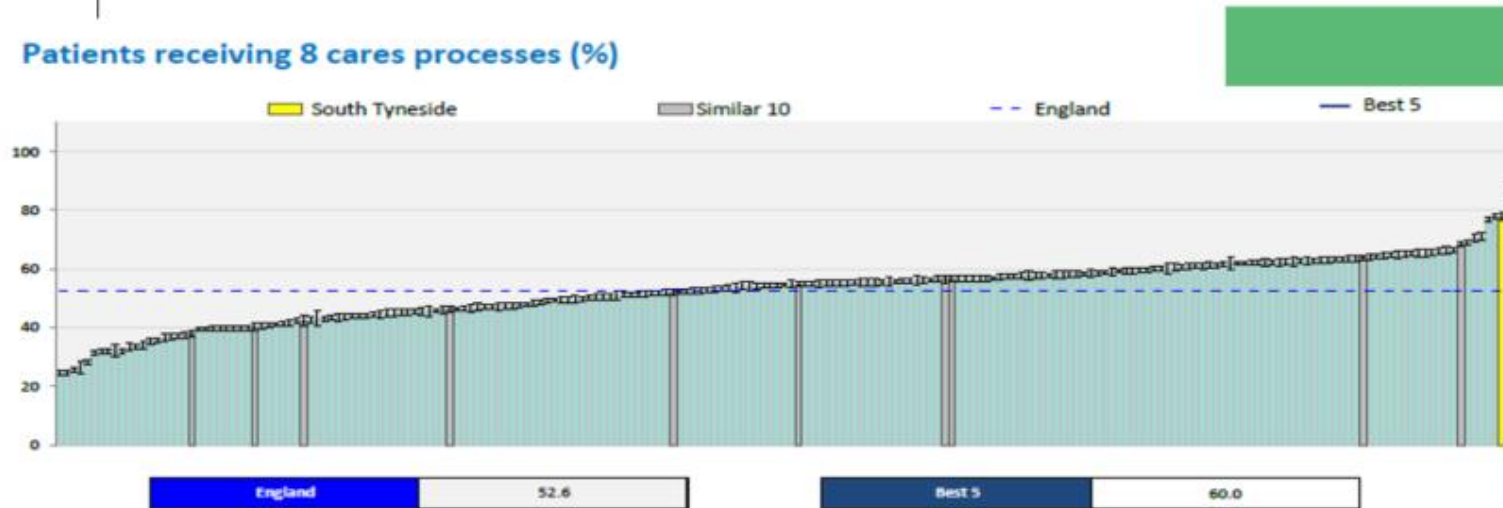 Patients receiving 8 cares processes (%)
South Tyneside Similar 10 England Best 5
100
80
60
40
20
0
England 52.6 Best 5 60.0